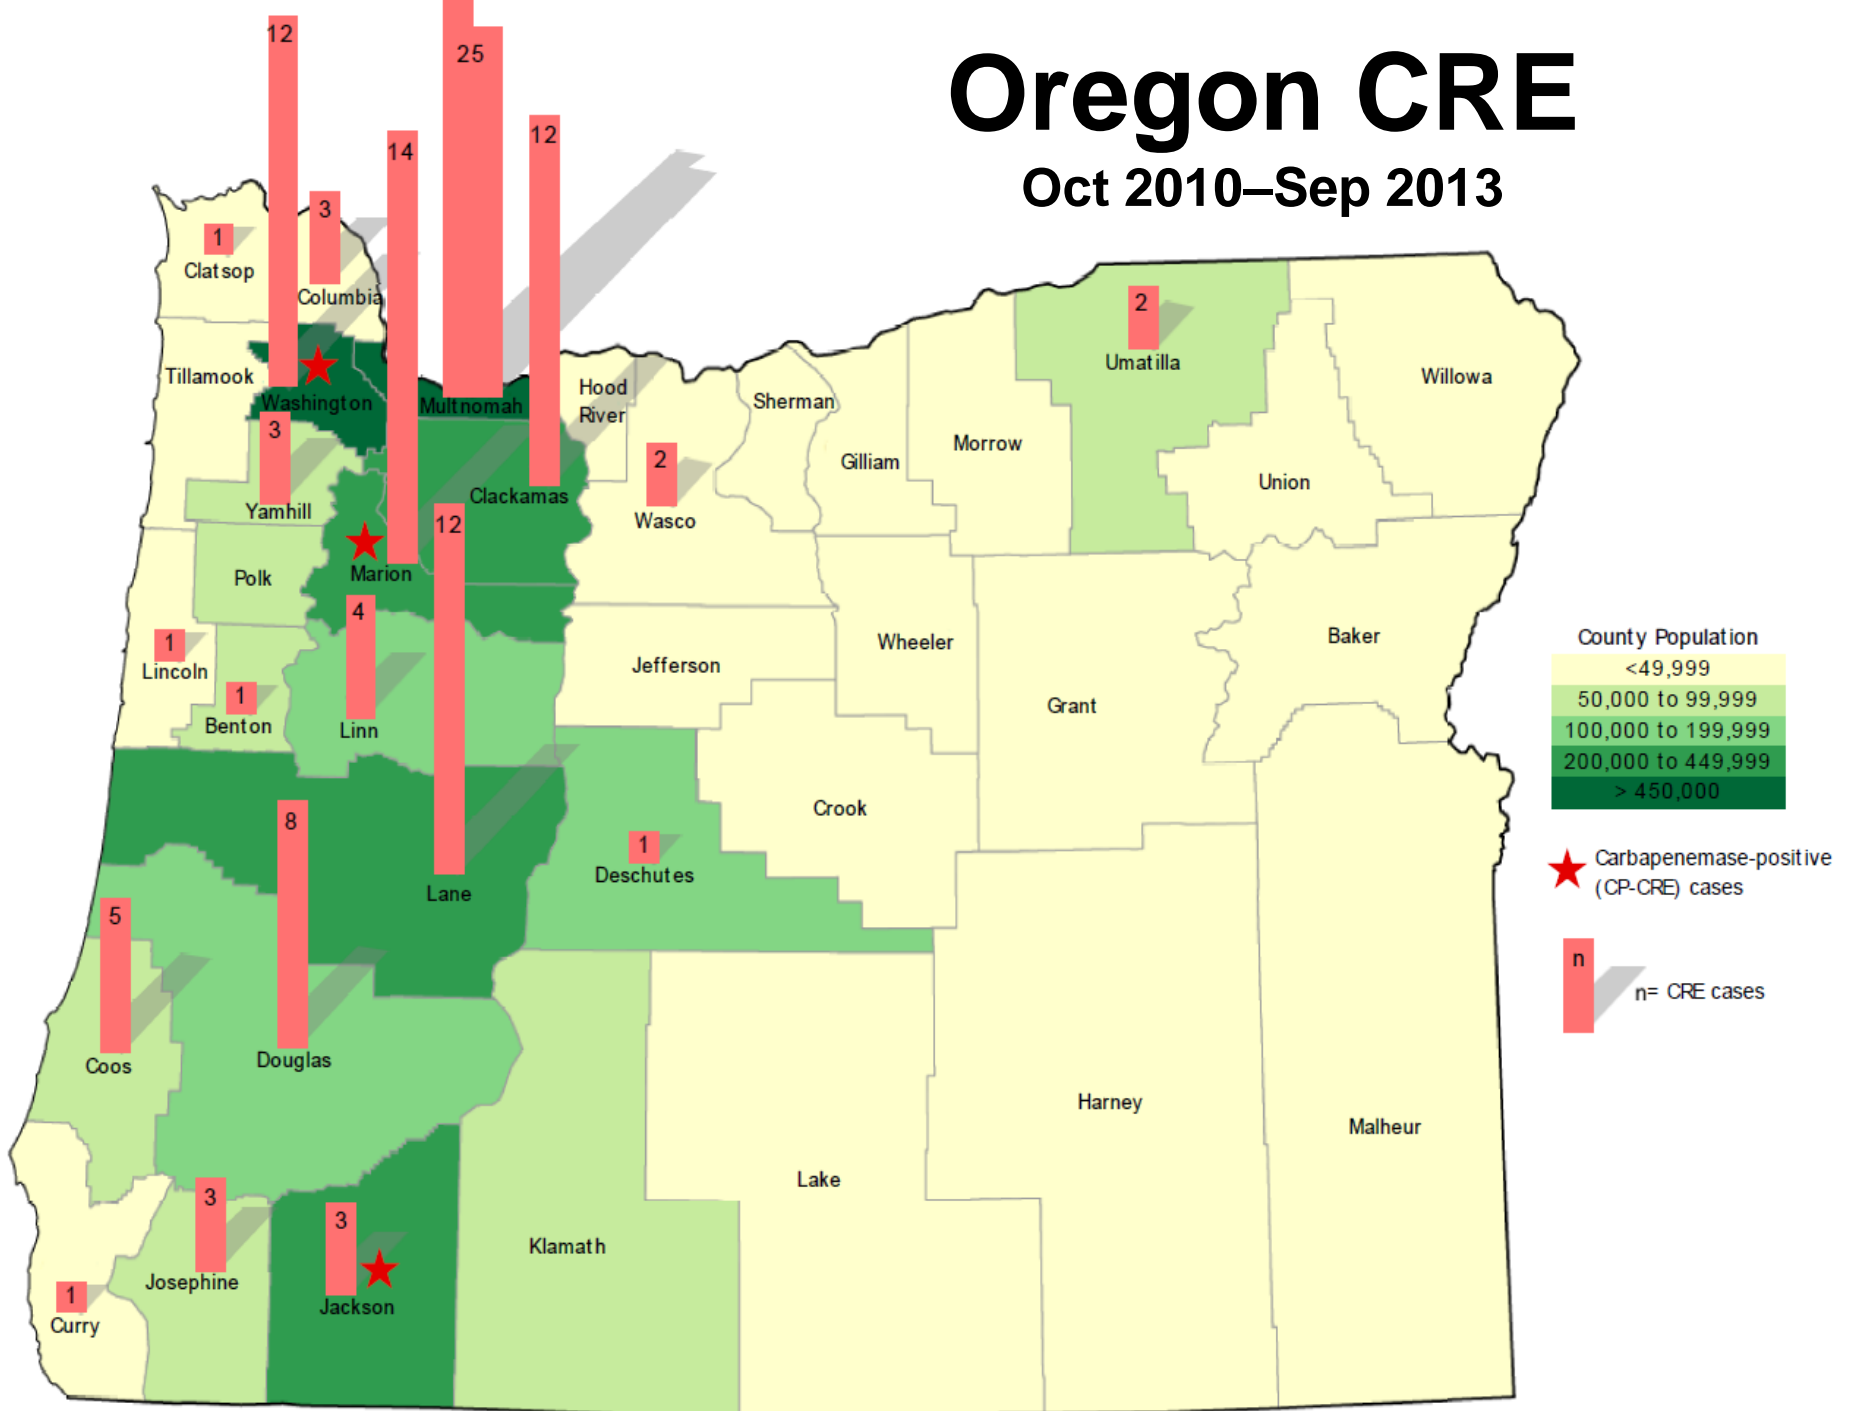 Oregon CRE
Oct 2010–Sep 2013
12
25
14
12
3
1
Clatsop
Columbia
2
Umatilla
Willowa
Tillamook
Washington
Multnomah
Hood
River
Sherman
3
Yamhill
Clackamas
2
Wasco
Gilliam
Morrow
Union
12
Marion
Polk
4
1
Lincoln
1
Benton
Linn
Jefferson
Wheeler
Grant
Baker
County Population
<49,999
50,000 to 99,999
100,000 to 199,999
200,000 to 449,999
> 450,000
8
Lane
1
Deschutes
Crook
Carbapenemase-positive
(CP-CRE) cases
5
Coos
Douglas
n
n= CRE cases
Harney
Malheur
Lake
Klamath
3
Josephine
3
Jackson
1
Curry